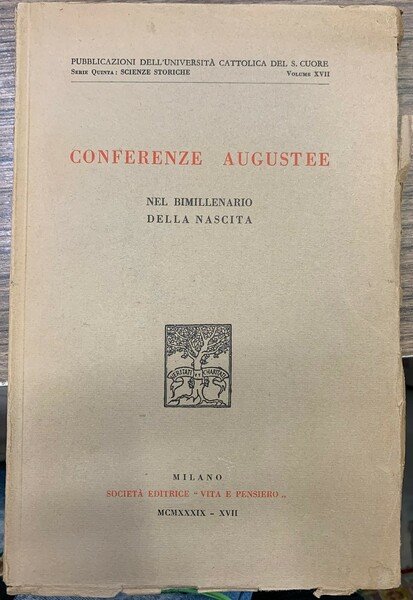 PUBBLICAZIONI DELL'UNIVERSITÀ CATTOLICA DEL S. CUORE
SERIE QUINTA: SCIENZE STORICHE VOLUME XVII
CONFERENZE AUGUSTEE
NEL BIMILLENARIO
DELLA NASCITA
MILANO
SOCIETÀ EDITRICE "VITA E PENSIERO„
MCMXXXIX - XVII